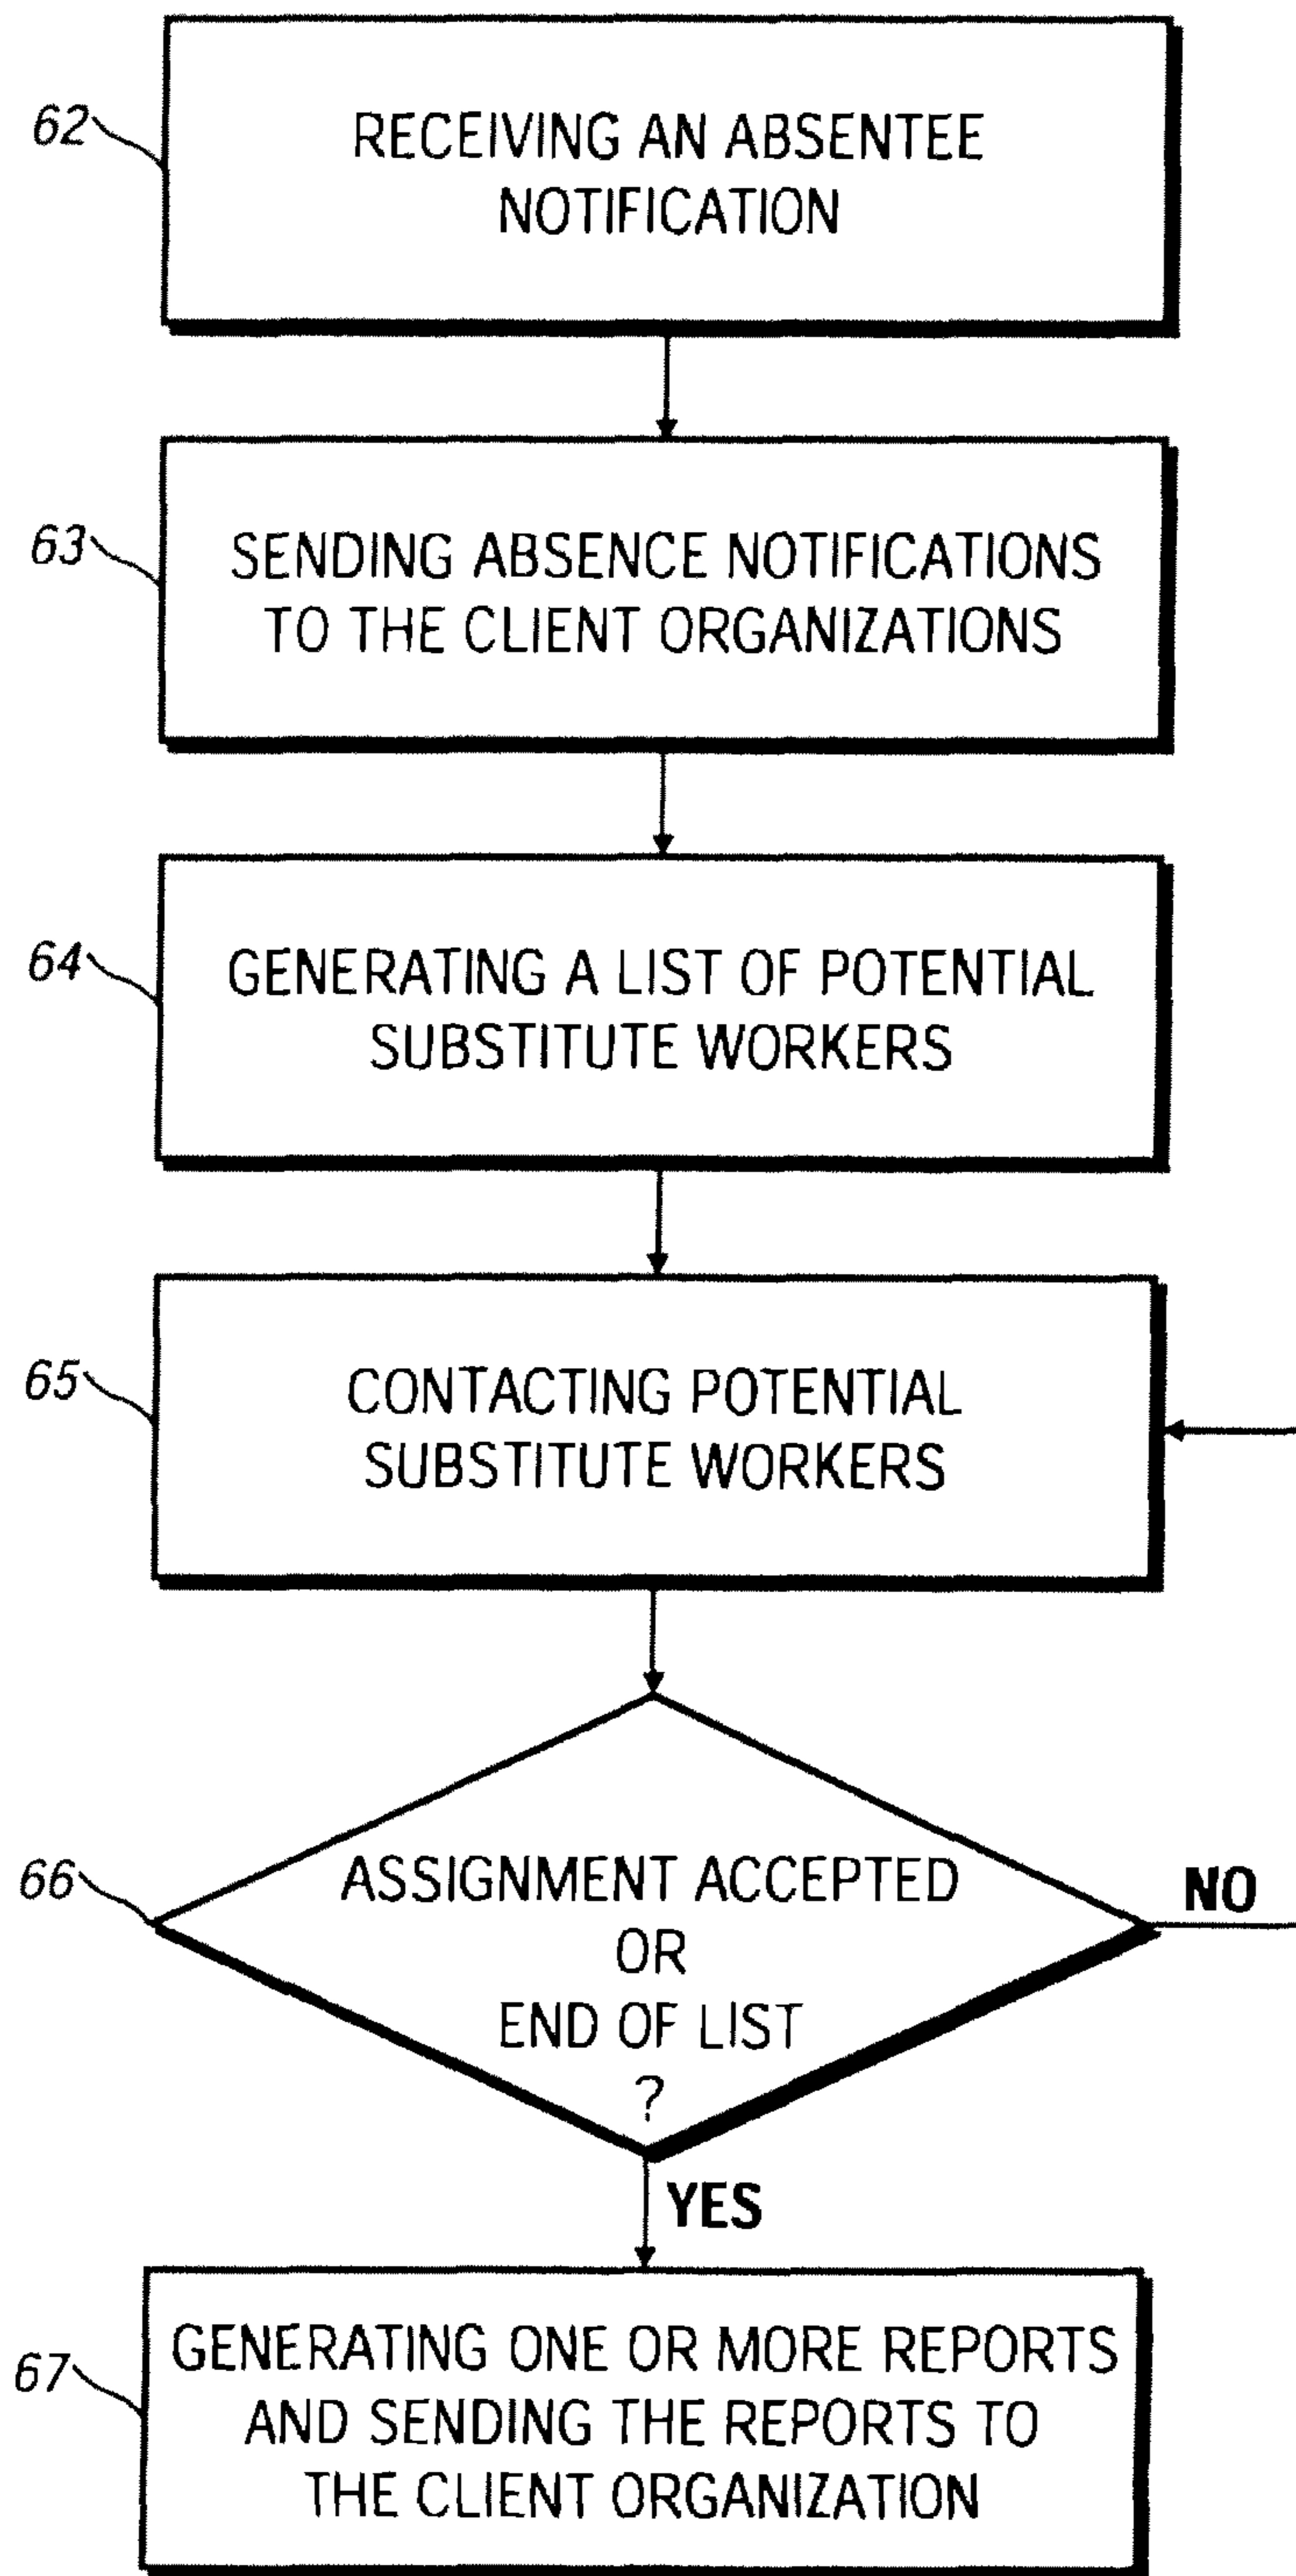 62
RECEIVING AN ABSENTEE
NOTIFICATION
63
SENDING ABSENCE NOTIFICATIONS
TO THE CLIENT ORGANIZATIONS
64
GENERATING A LIST OF POTENTIAL
SUBSTITUTE WORKERS
65
CONTACTING POTENTIAL
SUBSTITUTE WORKERS
66
ASSIGNMENT ACCEPTED
OR
END OF LIST
?
NO
YES
67
GENERATING ONE OR MORE REPORTS
AND SENDING THE REPORTS TO
THE CLIENT ORGANIZATION